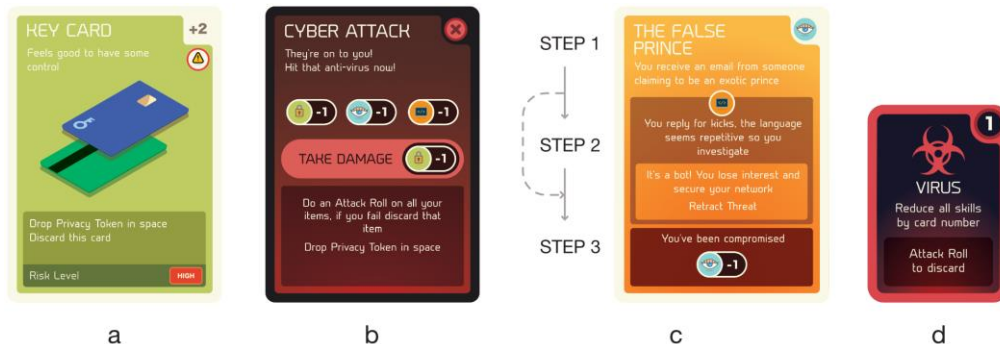 KEY CARD
+2
Feels good to have some
control
Drop Privacy Token in space
Discard this card
Risk Level
HIGH
a
CYBER ATTACK
They're on to you!
Hit that anti-virus now!
-1
-1
-1
TAKE DAMAGE
-1
Do an Attack Roll on all your
items, if you fail discard that
item
Drop Privacy Token in space
b
STEP 1
STEP 2
STEP 3
THE FALSE
PRINCE
You receive an email from someone
claiming to be an exotic prince
You reply for kicks, the language
seems repetitive so you
investigate
It's a bot! You lose interest and
secure your network
Retract Threat
You've been compromised
-1
c
1
VIRUS
Reduce all skills
by card number
Attack Roll
to discard
d